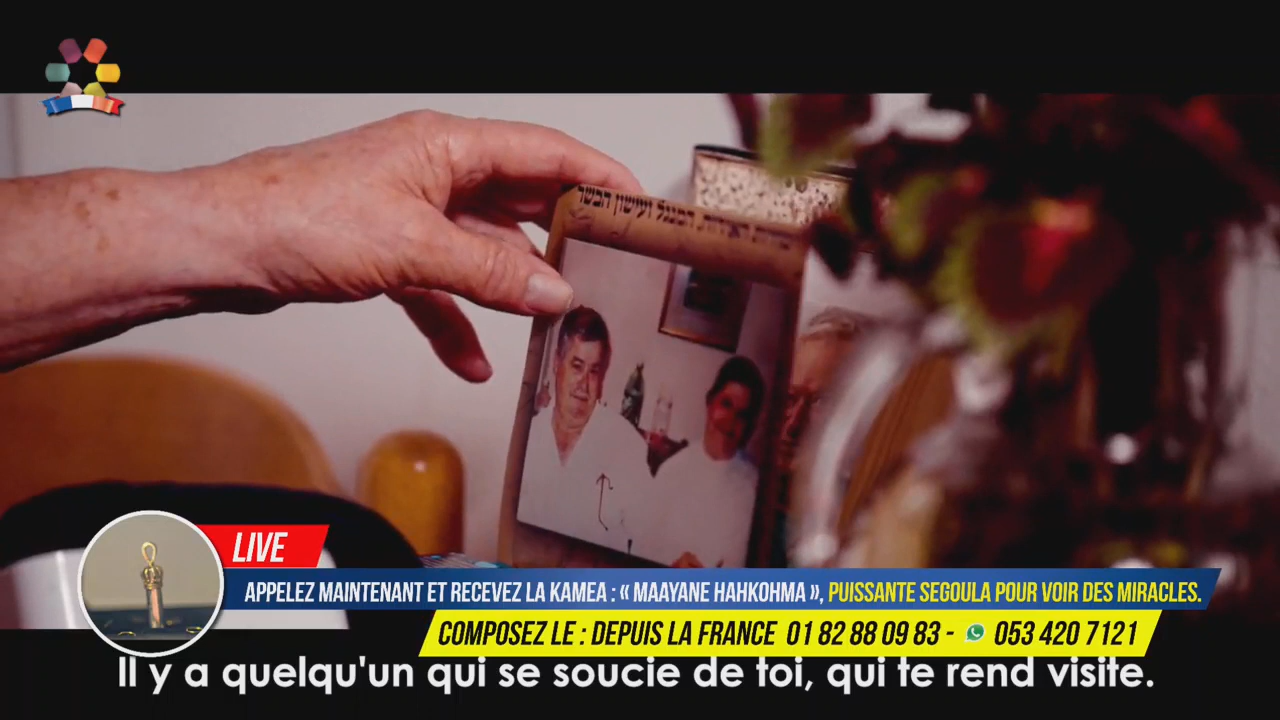 ועישון הבשר
LIVE
APPELEZ MAINTENANT ET RECEVEZ LA KAMEA : « MAAYANE HAHKOHMA », PUISSANTE SEGOULA POUR VOIR DES MIRACLES.
COMPOSEZ LE : DEPUIS LA FRANCE 01 82 88 09 83 - 053 420 7121
Il y a quelqu'un qui se soucie de toi, qui te rend visite.